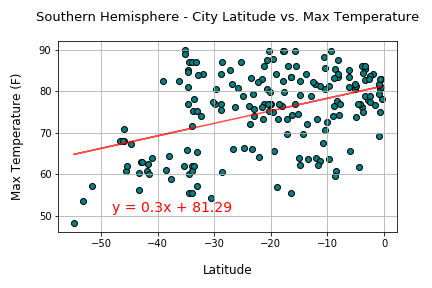 Southern Hemisphere - City Latitude vs. Max Temperature
Max Temperature (F)
90
80
70
60
50
y = 0.3x + 81.29
−50
−40
−30
−20
−10
0
Latitude